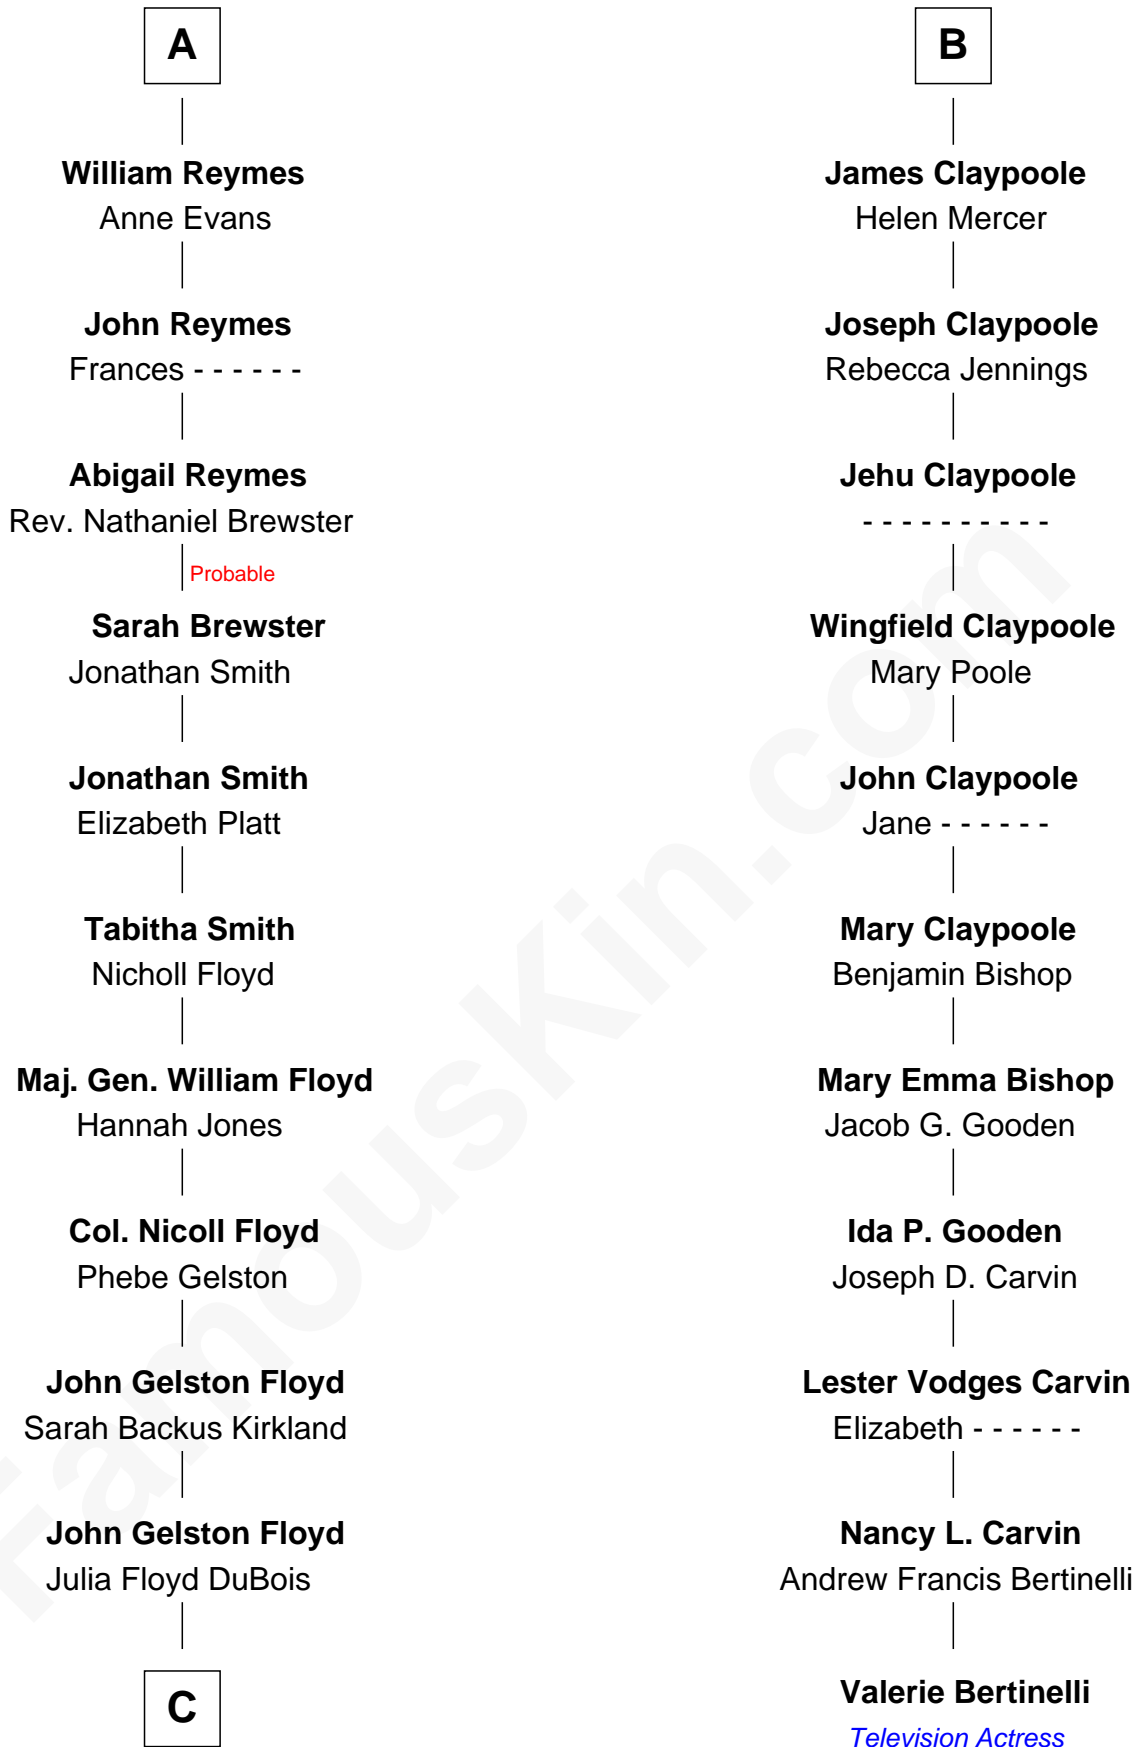 A
William Reymes
Anne Evans
John Reymes
Frances - - - - - -
Abigail Reymes
Rev. Nathaniel Brewster
Probable
Sarah Brewster
Jonathan Smith
Jonathan Smith
Elizabeth Platt
Tabitha Smith
Nicholl Floyd
Maj. Gen. William Floyd
Hannah Jones
Col. Nicoll Floyd
Phebe Gelston
John Gelston Floyd
Sarah Backus Kirkland
John Gelston Floyd
Julia Floyd DuBois
C
B
James Claypoole
Helen Mercer
Joseph Claypoole
Rebecca Jennings
Jehu Claypoole
- - - - - - - - - -
Wingfield Claypoole
Mary Poole
John Claypoole
Jane - - - - - -
Mary Claypoole
Benjamin Bishop
Mary Emma Bishop
Jacob G. Gooden
Ida P. Gooden
Joseph D. Carvin
Lester Vodges Carvin
Elizabeth - - - - - -
Nancy L. Carvin
Andrew Francis Bertinelli
Valerie Bertinelli
Television Actress
FamousKin.com